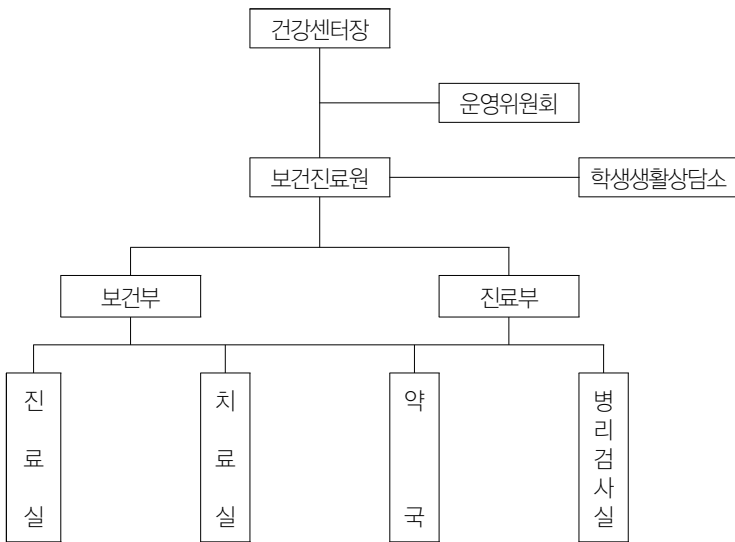 건강센터장
운영위원회
보건진료원
학생생활상담소
보건부
진료부
진료실
치료실
약국
병리검사실